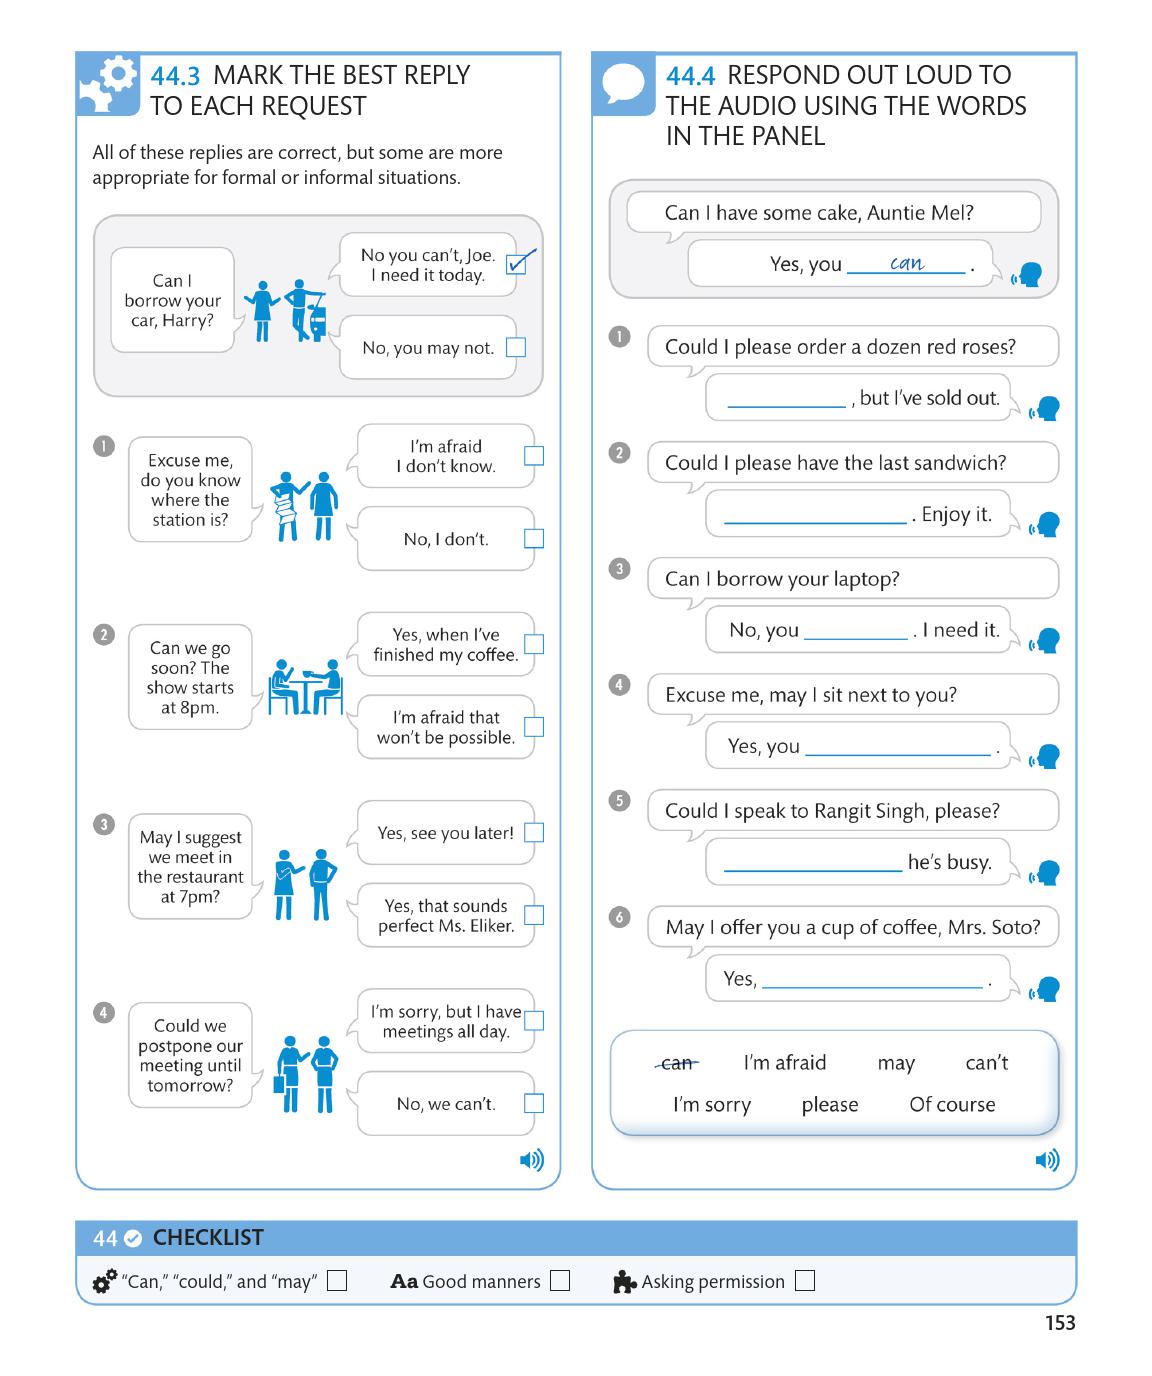 44.3 MARK THE BEST REPLY
TO EACH REQUEST
All of these replies are correct, but some are more
appropriate for formal or informal situations.
Can I
borrow your
car, Harry?
No you can't, Joe.
I need it today.
No, you may not.
1
Excuse me,
do you know
where the
station is?
I'm afraid
I don't know.
No, I don't.
2
Can we go
soon? The
show starts
at 8pm.
Yes, when I've
finished my coffee.
I'm afraid that
won't be possible.
3
May I suggest
we meet in
the restaurant
at 7pm?
Yes, see you later!
Yes, that sounds
perfect Ms. Eliker.
4
Could we
postpone our
meeting until
tomorrow?
I'm sorry, but I have
meetings all day.
No, we can't.
44.4 RESPOND OUT LOUD TO
THE AUDIO USING THE WORDS
IN THE PANEL
Can I have some cake, Auntie Mel?
Yes, you can .
1 Could I please order a dozen red roses?
, but I've sold out.
2 Could I please have the last sandwich?
. Enjoy it.
3 Can I borrow your laptop?
No, you . I need it.
4 Excuse me, may I sit next to you?
Yes, you .
5 Could I speak to Rangit Singh, please?
he's busy.
6 May I offer you a cup of coffee, Mrs. Soto?
Yes, .
can I'm afraid may can't
I'm sorry please Of course
44 CHECKLIST
"Can," "could," and "may" Aa Good manners Asking permission
153